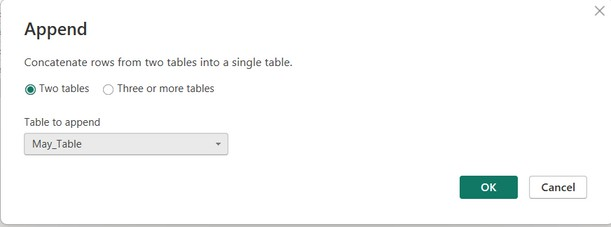 Append
Concatenate rows from two tables into a single table.
Two tables Three or more tables
Table to append
May_Table
OK Cancel